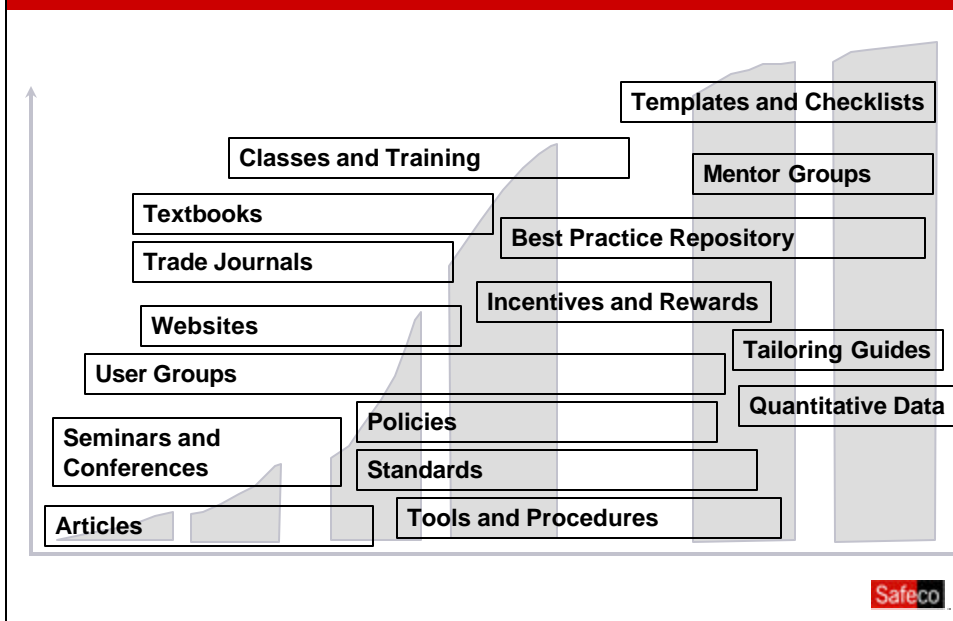 Templates and Checklists
Classes and Training
Mentor Groups
Textbooks
Best Practice Repository
Trade Journals
Incentives and Rewards
Websites
Tailoring Guides
User Groups
Quantitative Data
Policies
Seminars and
Conferences
Standards
Tools and Procedures
Articles
Safeco